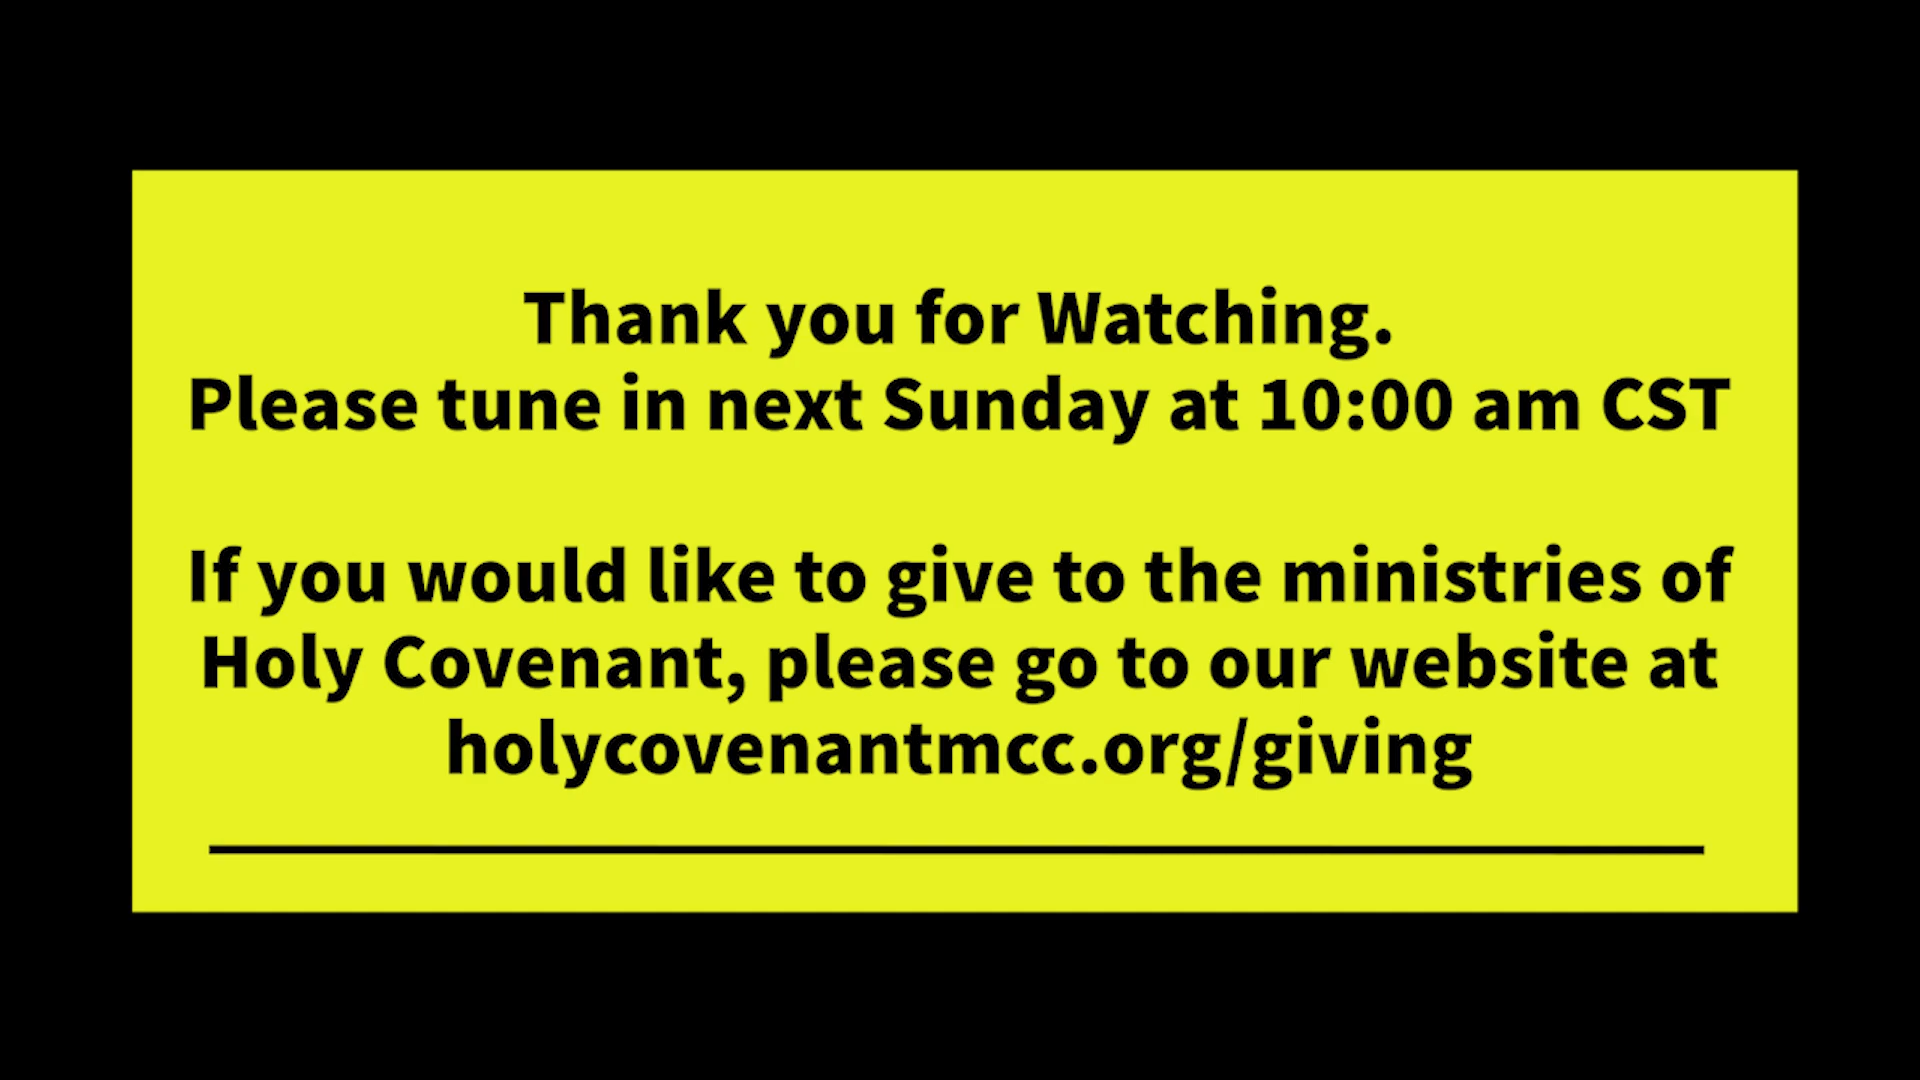 Thank you for Watching.
Please tune in next Sunday at 10:00 am CST
If you would like to give to the ministries of
Holy Covenant, please go to our website at
holycovenantmcc.org/giving